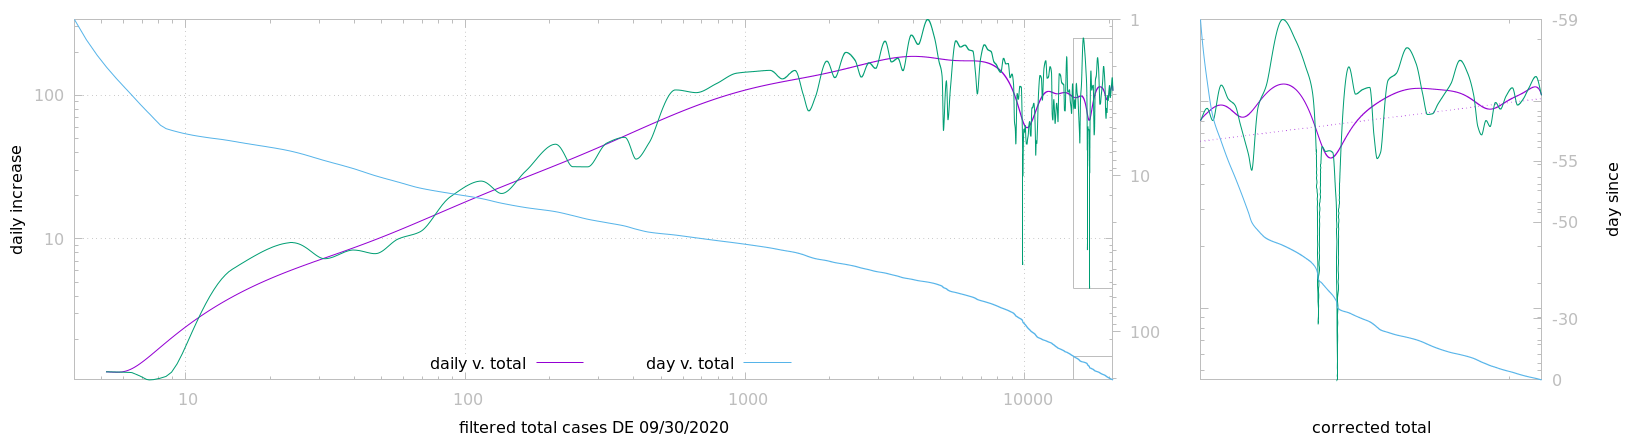 1
-59
100
-55
10
-50
daily increase
day since
10
-30
100
daily v. total
day v. total
0
10
100
1000
10000
filtered total cases DE 09/30/2020
corrected total